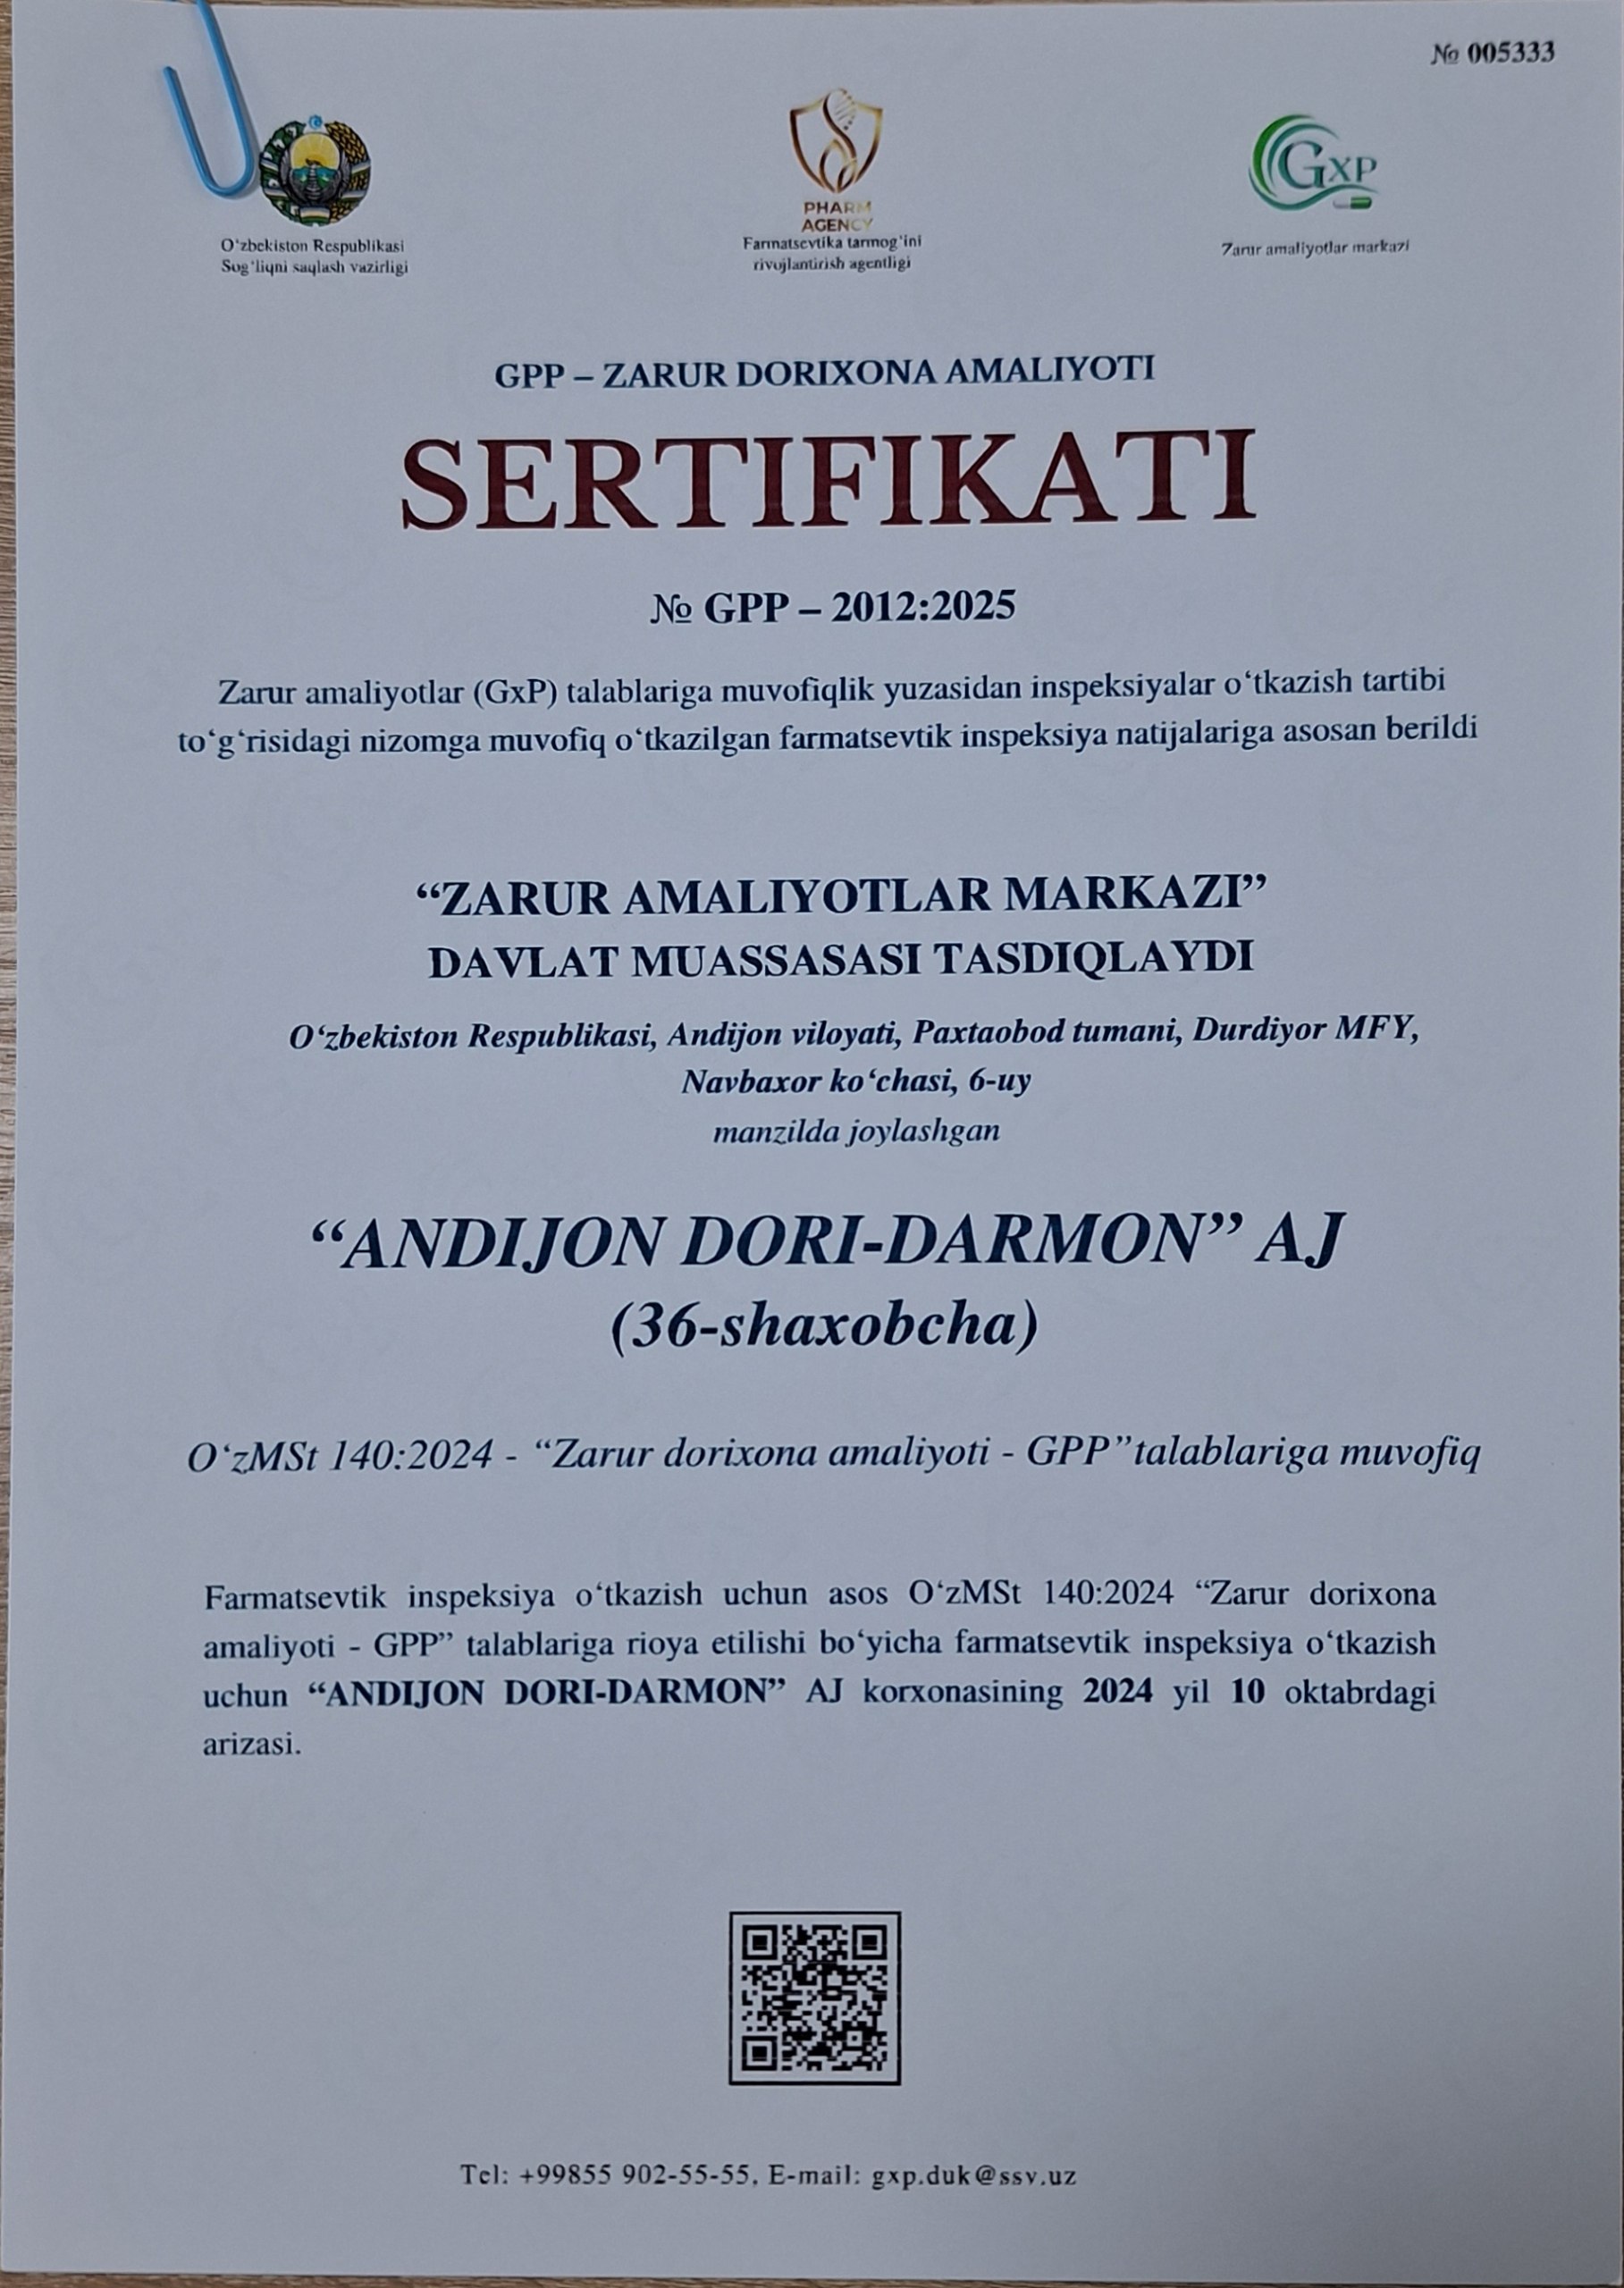 № 005333
O‘zbekiston Respublikasi
Sog‘liqni saqlash vazirligi
PHARM
AGENCY
Farmatsevtika tarmog‘ini
rivojlantirish agentligi
GXP
Zarur amaliyotlar markazi
GPP – ZARUR DORIXONA AMALIYOTI
SERTIFIKATI
№ GPP – 2012:2025
Zarur amaliyotlar (GxP) talablariga muvofiqlik yuzasidan inspeksiyalar o‘tkazish tartibi
to‘g‘risidagi nizomga muvofiq o‘tkazilgan farmatsevtik inspeksiya natijalariga asosan berildi
“ZARUR AMALIYOTLAR MARKAZI”
DAVLAT MUASSASASI TASDIQLAYDI
O‘zbekiston Respublikasi, Andijon viloyati, Paxtaobod tumani, Durdiyor MFY,
Navbaxor ko‘chasi, 6-uy
manzilda joylashgan
“ANDIJON DORI-DARMON” AJ
(36-shaxobcha)
O‘zMSt 140:2024 - “Zarur dorixona amaliyoti - GPP”talablariga muvofiq
Farmatsevtik inspeksiya o‘tkazish uchun asos O‘zMSt 140:2024 “Zarur dorixona
amaliyoti - GPP” talablariga rioya etilishi bo‘yicha farmatsevtik inspeksiya o‘tkazish
uchun “ANDIJON DORI-DARMON” AJ korxonasining 2024 yil 10 oktabrdagi
arizasi.
Tel: +99855 902-55-55, E-mail: gxp.duk@ssv.uz